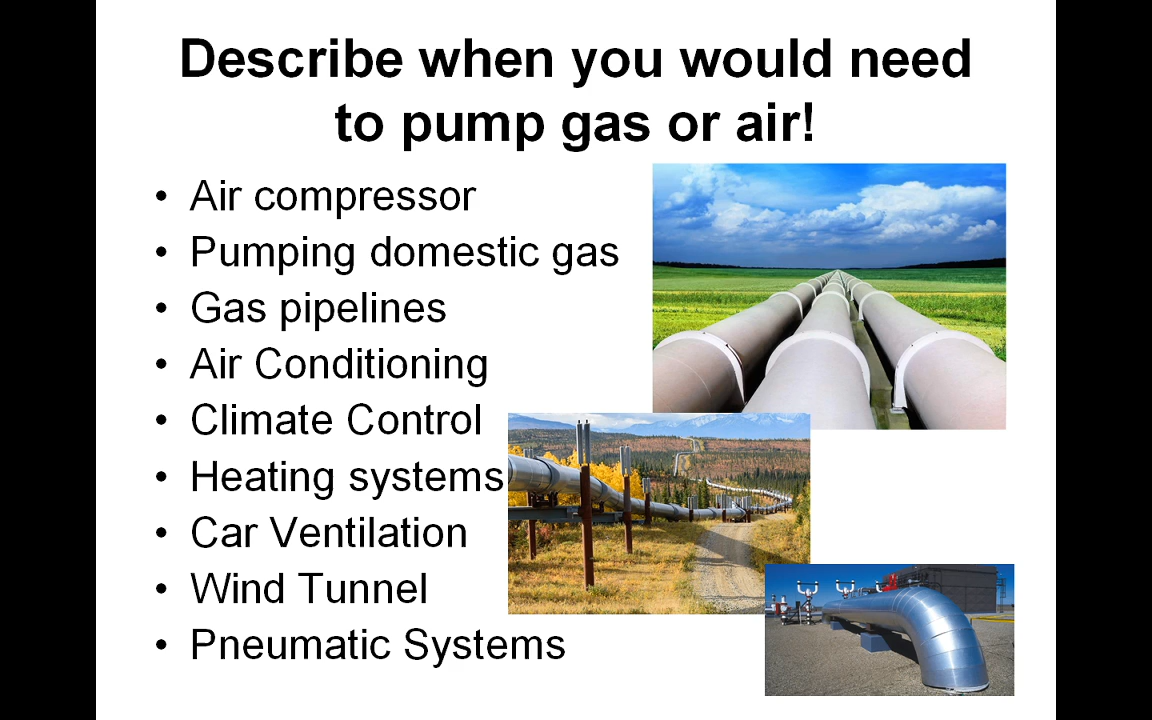 Describe when you would need
to pump gas or air!
• Air compressor
• Pumping domestic gas
• Gas pipelines
• Air Conditioning
• Climate Control
• Heating systems
• Car Ventilation
• Wind Tunnel
• Pneumatic Systems